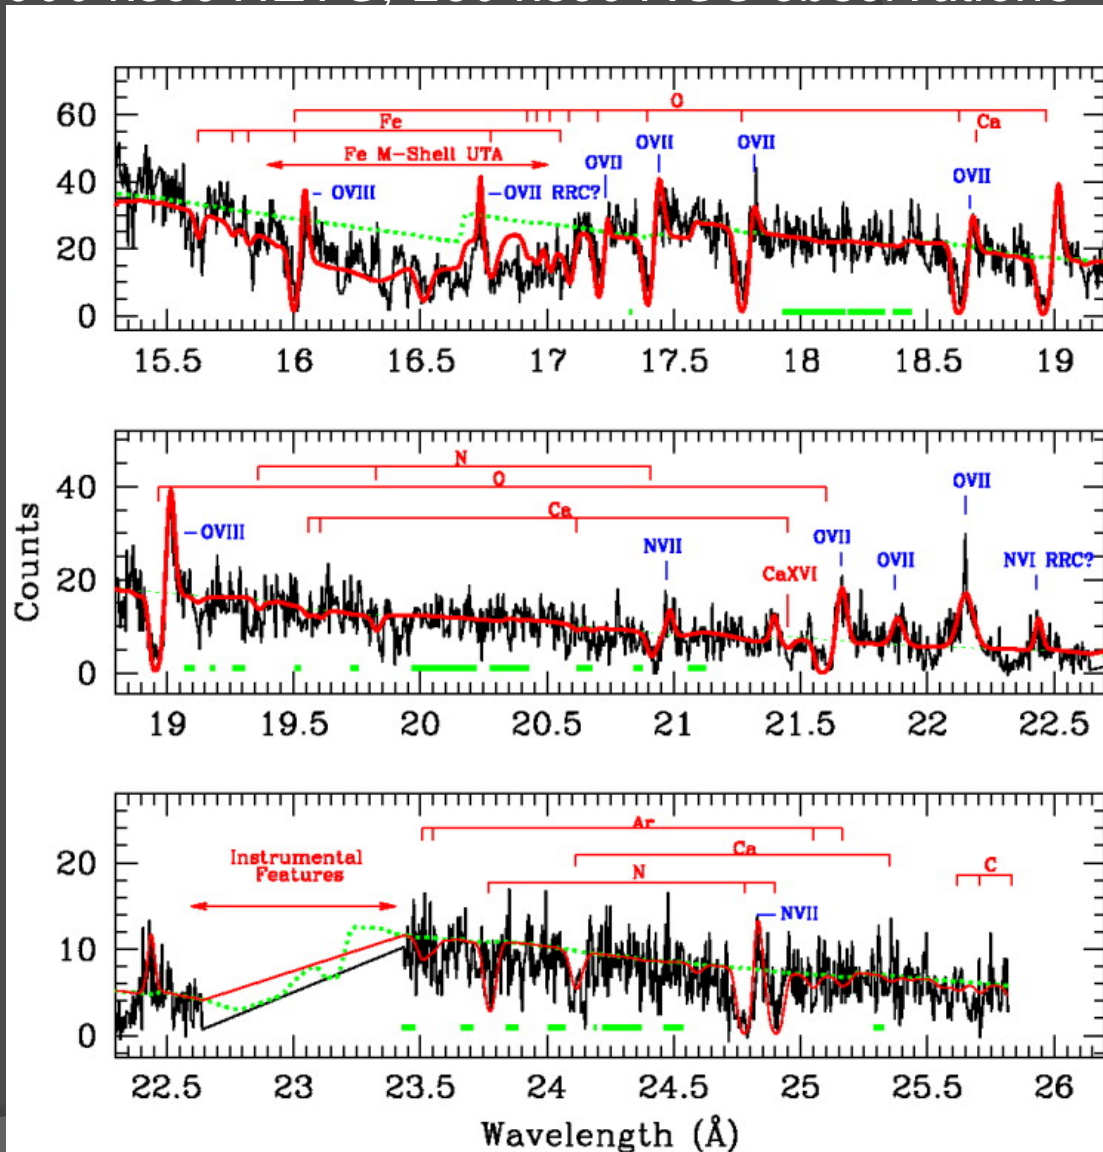 O
Fe
Ca
OVII
OVII
OVII
OVII
Fe M-Shell UTA
OVIII
OVII RRC?
60
40
20
0
15.5 16 16.5 17 17.5 18 18.5 19
N
O
Ca
OVIII
NVII
CaXVI
OVII
OVII
OVII
NVI RRC?
40
20
0
19 19.5 20 20.5 21 21.5 22 22.5
Counts
Ar
Ca
N
C
Instrumental
Features
NVII
20
10
0
22.5 23 23.5 24 24.5 25 25.5 26
Wavelength (Å)